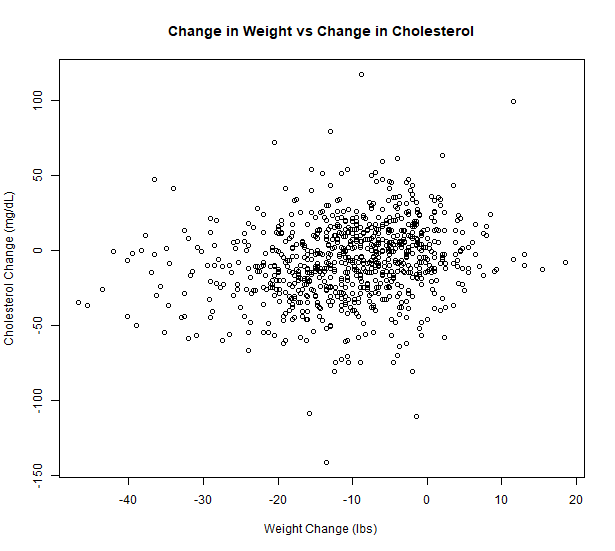 Change in Weight vs Change in Cholesterol
Cholesterol Change (mg/dL)
100
50
0
-50
-100
-150
-40 -30 -20 -10 0 10 20
Weight Change (lbs)